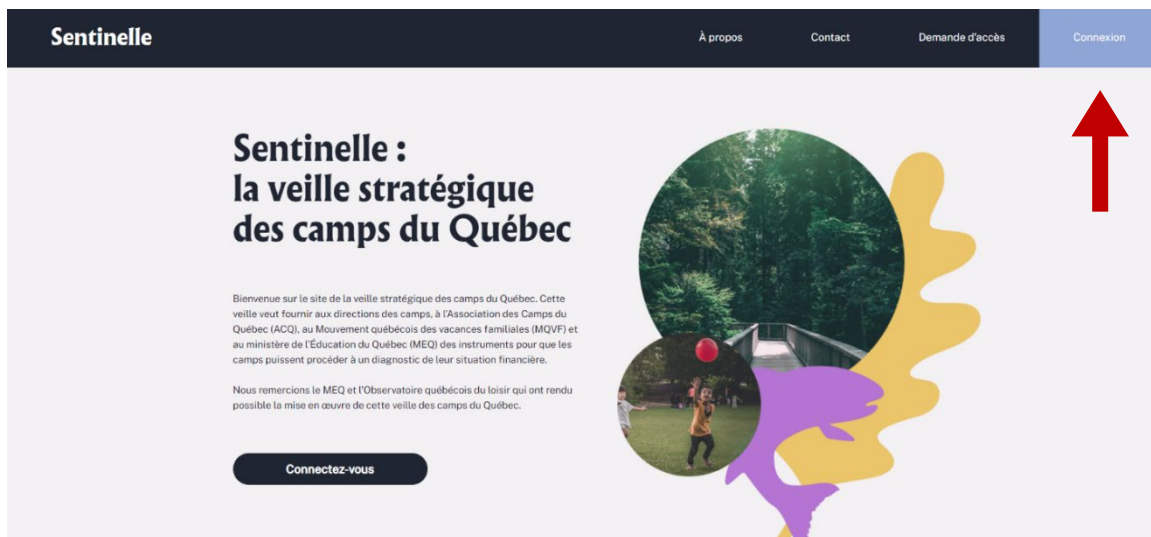 Sentinelle
À propos
Contact
Demande d'accès
Connexion
Sentinelle :
la veille stratégique
des camps du Québec
Bienvenue sur le site de la veille stratégique des camps du Québec. Cette
veille veut fournir aux directions des camps, à l'Association des Camps du
Québec (ACQ), au Mouvement québécois des vacances familiales (MQVF) et
au ministère de l'Éducation du Québec (MEQ) des instruments pour que les
camps puissent procéder à un diagnostic de leur situation financière.
Nous remercions le MEQ et l'Observatoire québécois du loisir qui ont rendu
possible la mise en œuvre de cette veille des camps du Québec.
Connectez-vous